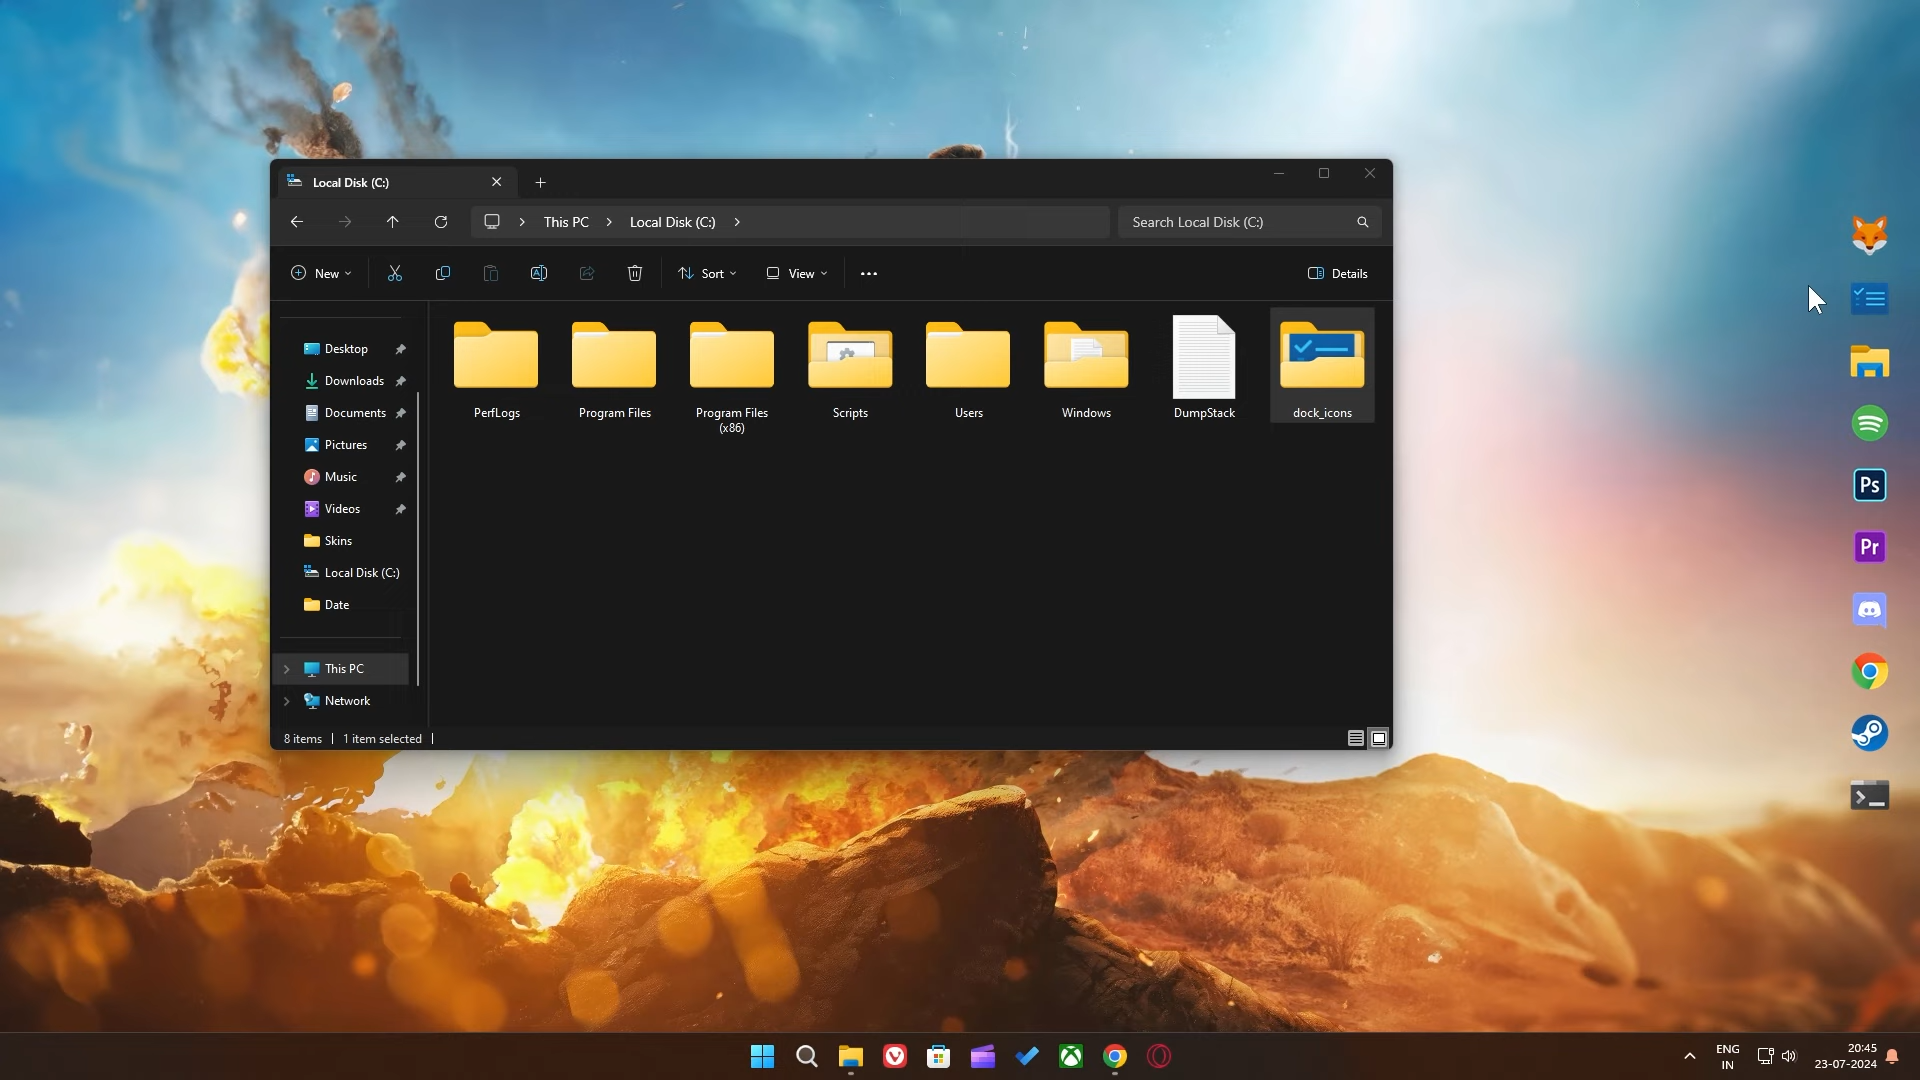 Local Disk (C:)
This PC
Local Disk (C:)
Search Local Disk (C:)
New
Sort
View
Details
Desktop
Downloads
Documents
Pictures
Music
Videos
Skins
Local Disk (C:)
Date
This PC
Network
PerfLogs
Program Files
Program Files
(x86)
Scripts
Users
Windows
DumpStack
dock_icons
8 items
1 item selected
Ps
Pr
ENG
IN
20:45
23-07-2024